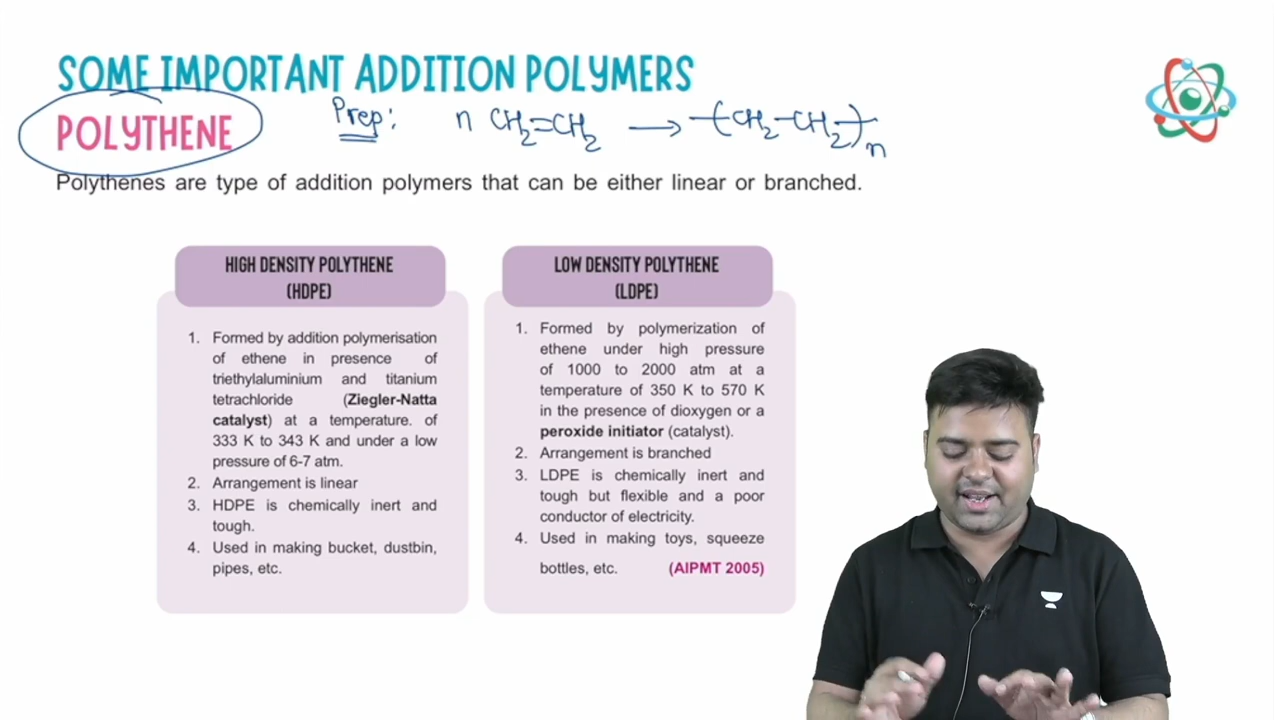 SOME IMPORTANT ADDITION POLYMERS
POLYTHENE
Prep: n CH2=CH2 → -(CH2-CH2)-n
Polythenes are type of addition polymers that can be either linear or branched.
HIGH DENSITY POLYTHENE
(HDPE)
1. Formed by addition polymerisation
of ethene in presence of
triethylaluminium and titanium
tetrachloride (Ziegler-Natta
catalyst) at a temperature. of
333 K to 343 K and under a low
pressure of 6-7 atm.
2. Arrangement is linear
3. HDPE is chemically inert and
tough.
4. Used in making bucket, dustbin,
pipes, etc.
LOW DENSITY POLYTHENE
(LDPE)
1. Formed by polymerization of
ethene under high pressure
of 1000 to 2000 atm at a
temperature of 350 K to 570 K
in the presence of dioxygen or a
peroxide initiator (catalyst).
2. Arrangement is branched
3. LDPE is chemically inert and
tough but flexible and a poor
conductor of electricity.
4. Used in making toys, squeeze
bottles, etc. (AIPMT 2005)